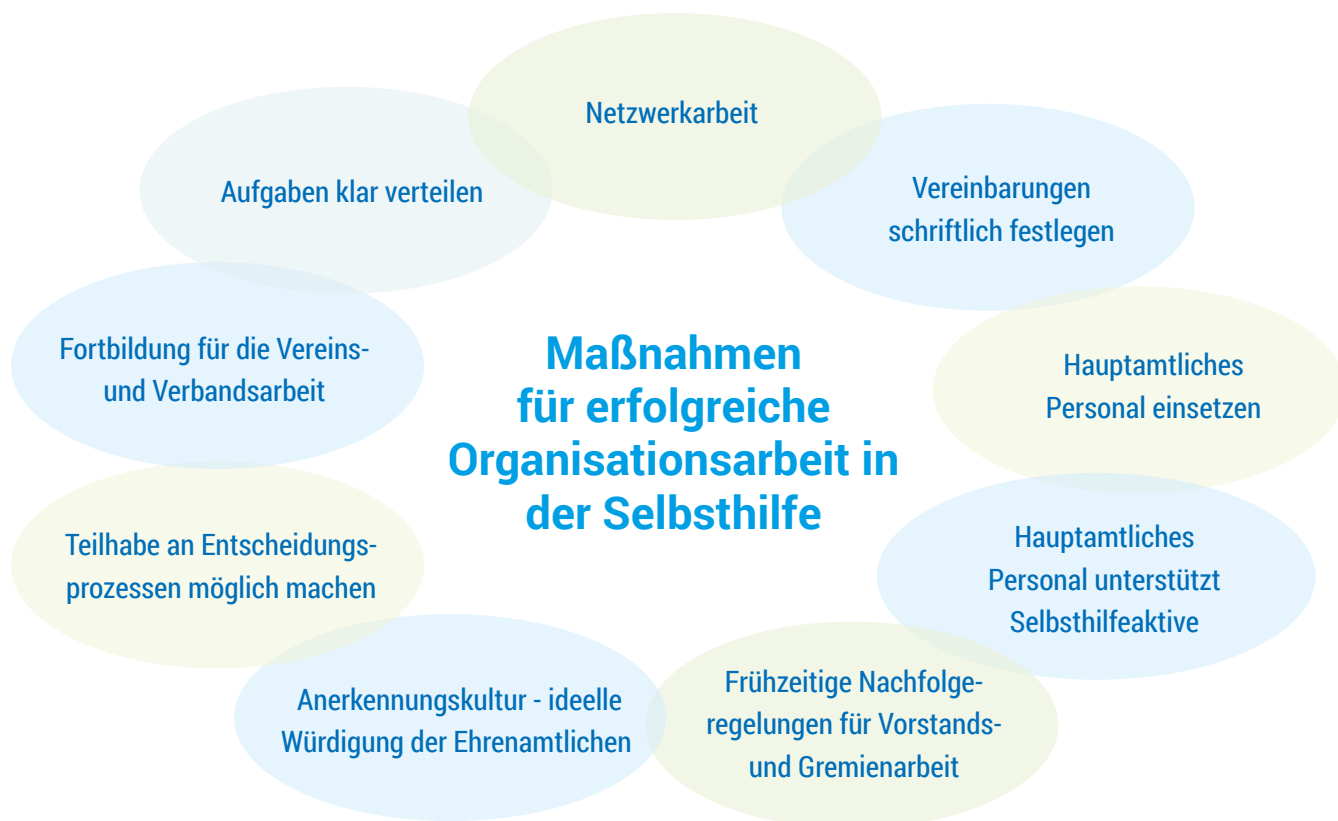 Netzwerkarbeit
Vereinbarungen
schriftlich festlegen
Hauptamtliches
Personal einsetzen
Hauptamtliches
Personal unterstützt
Selbsthilfeaktive
Frühzeitige Nachfolge-
regelungen für Vorstands-
und Gremienarbeit
Anerkennungskultur - ideelle
Würdigung der Ehrenamtlichen
Teilhabe an Entscheidungs-
prozessen möglich machen
Fortbildung für die Vereins-
und Verbandsarbeit
Aufgaben klar verteilen
Maßnahmen
für erfolgreiche
Organisationsarbeit in
der Selbsthilfe